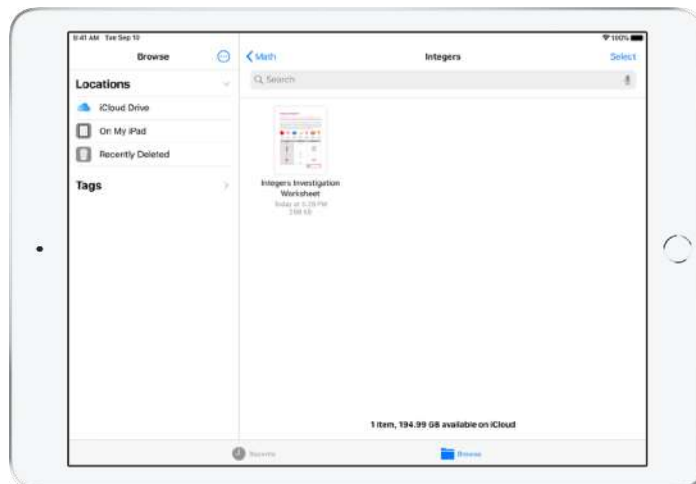 9:41 AM Tue Sep 10
100%
Browse
Math
Integers
Select
Locations
Search
iCloud Drive
On My iPad
Recently Deleted
Tags
Integers Investigation
Worksheet
1 item, 194.99 GB available on iCloud
Recents
Browse